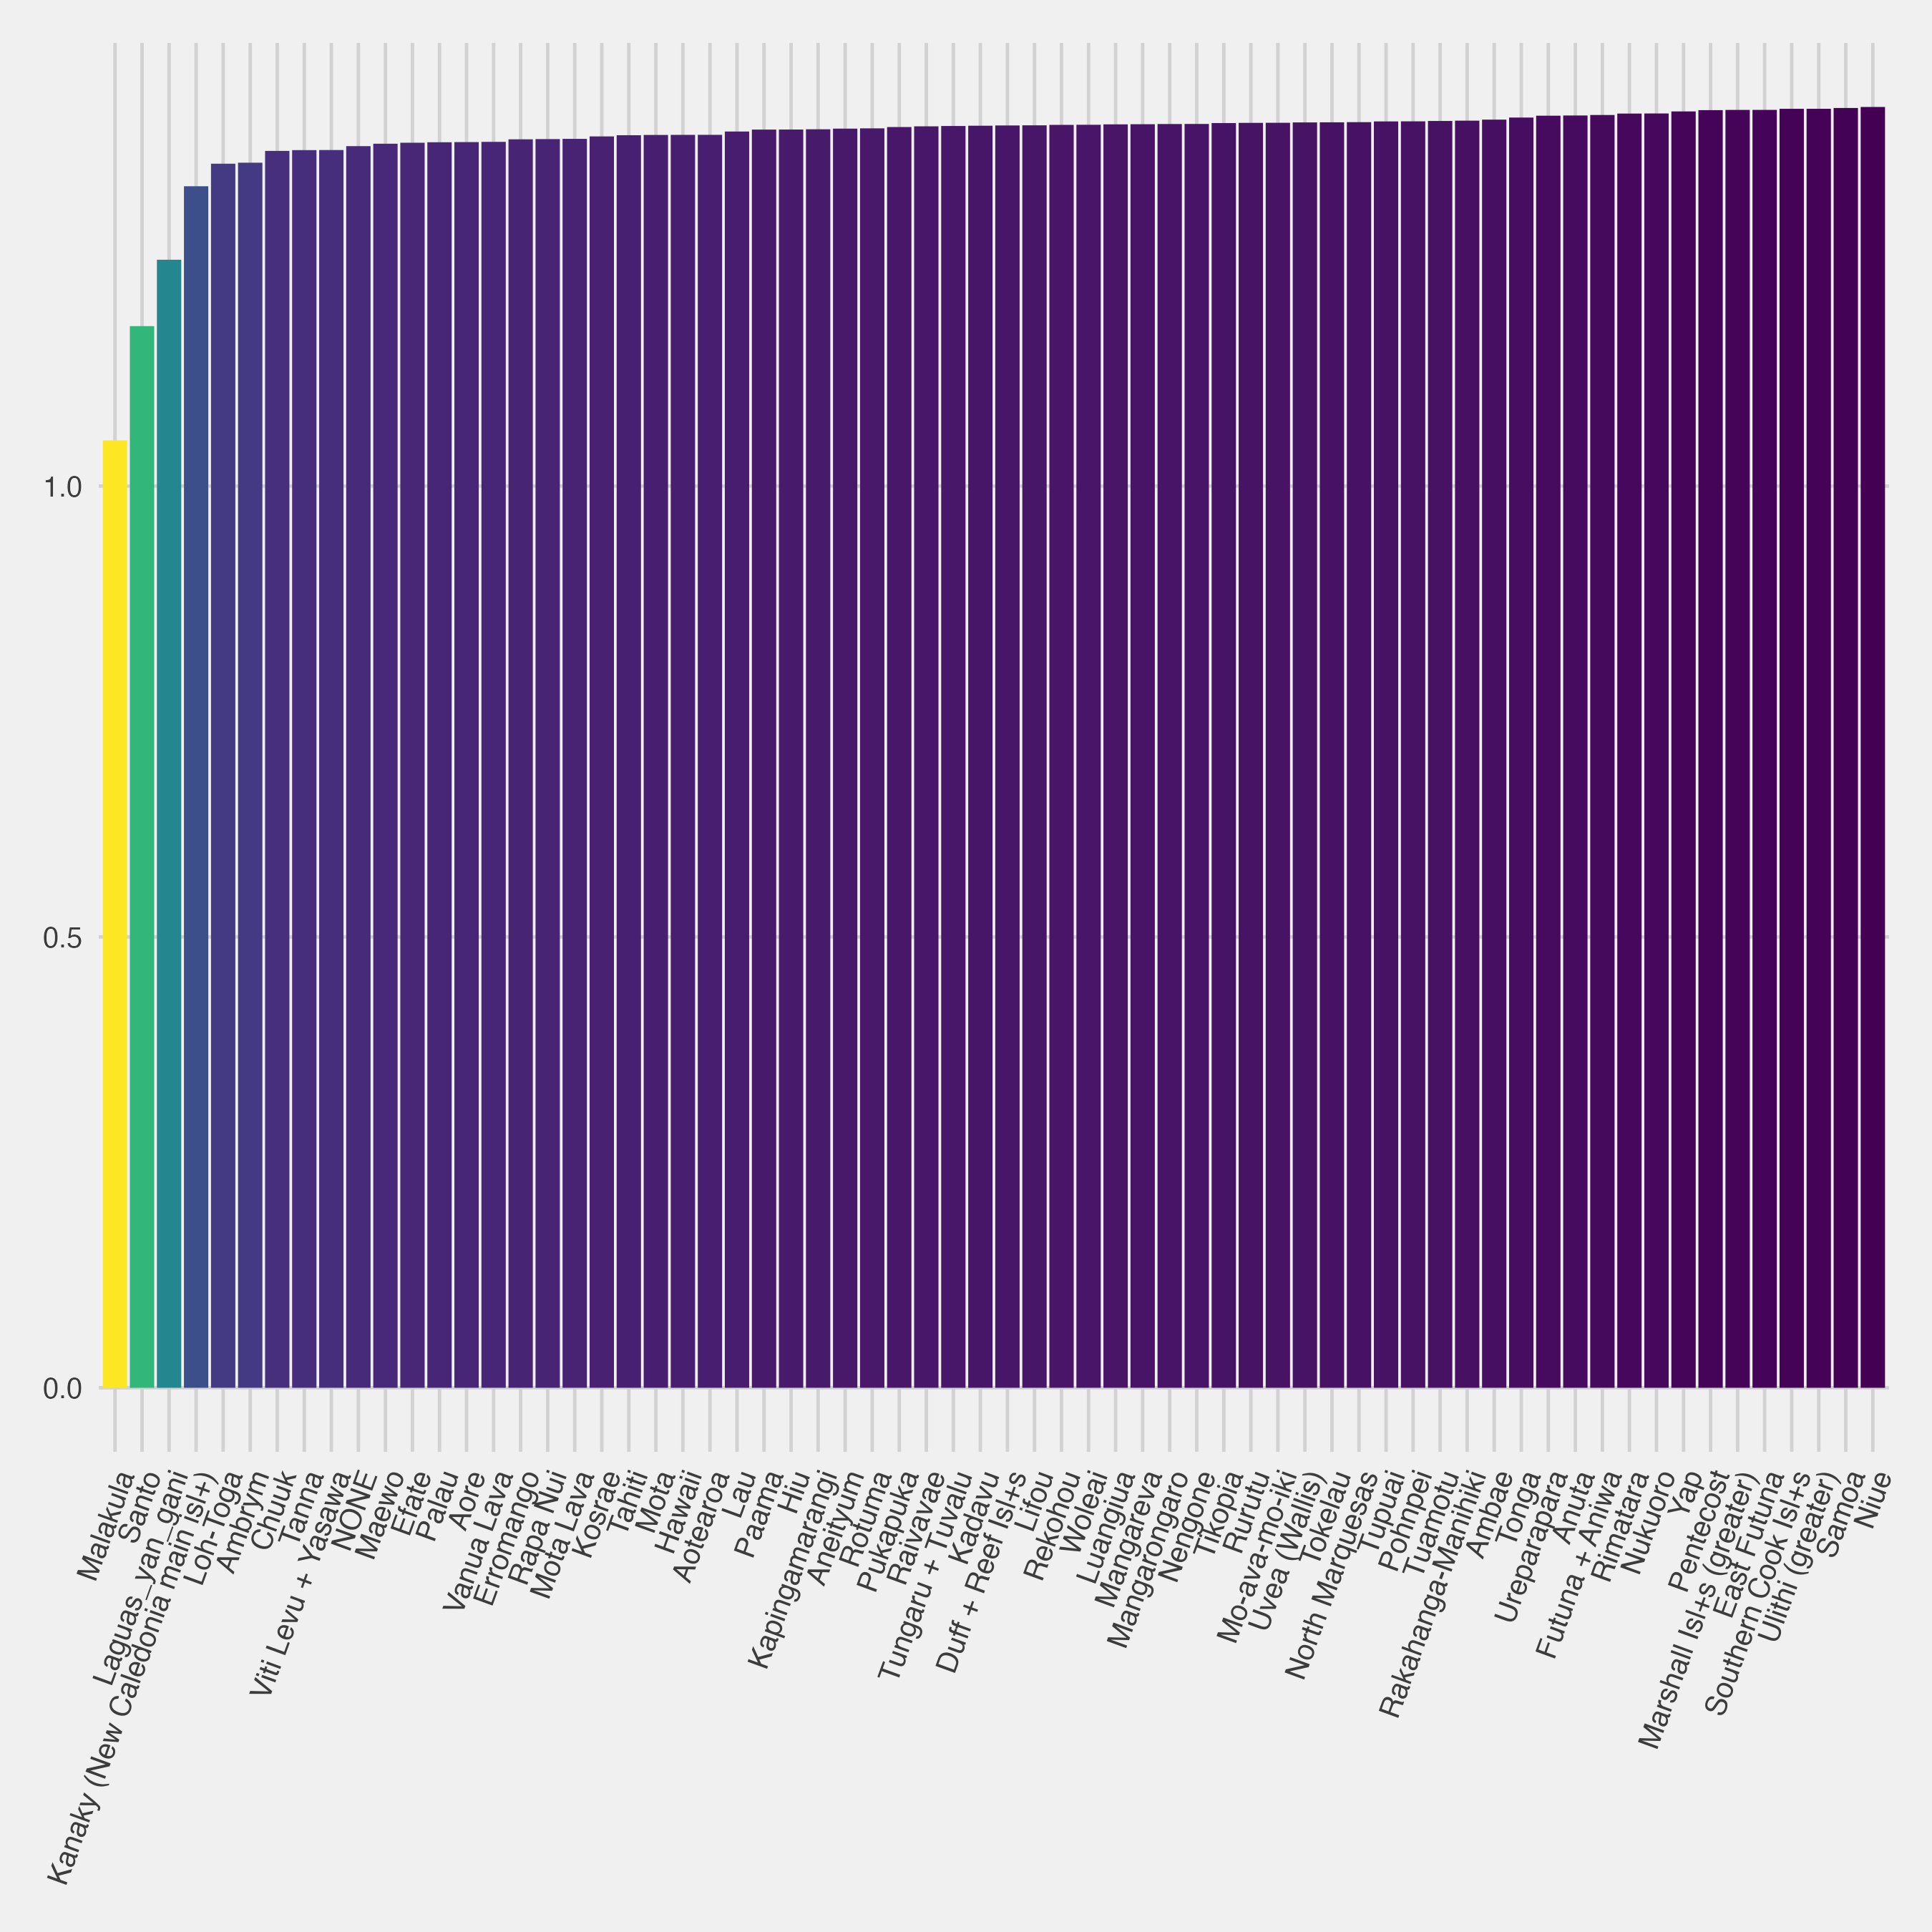 1.0
0.5
0.0
Malakula
Santo
Laguas_yan_gani
Kanaky (New Caledonia main Isl+)
Loh-Toga
Ambrym
Chuuk
Tanna
Viti Levu + Yasawa
NONE
Maewo
Efate
Palau
Aore
Vanua Lava
Erromango
Rapa Nui
Mota Lava
Kosrae
Tahiti
Mota
Hawaii
Aotearoa
Lau
Paama
Hiu
Kapingamarangi
Aneityum
Rotuma
Pukapuka
Raivavae
Tungaru + Tuvalu
Kadavu
Duff + Reef Isl+s
Lifou
Rekohou
Woleai
Luangiua
Mangareva
Mangarongaro
Nengone
Tikopia
Rurutu
Mo-ava-mo-iki
Uvea (Wallis)
Tokelau
North Marquesas
Tupuai
Pohnpei
Tuamotu
Rakahanga-Manihiki
Ambae
Tonga
Ureparapara
Anuta
Futuna + Aniwa
Rimatara
Nukuoro
Yap
Pentecost
Marshall Isl+s (greater)
East Futuna
Southern Cook Isl+s
Ulithi (greater)
Samoa
Niue